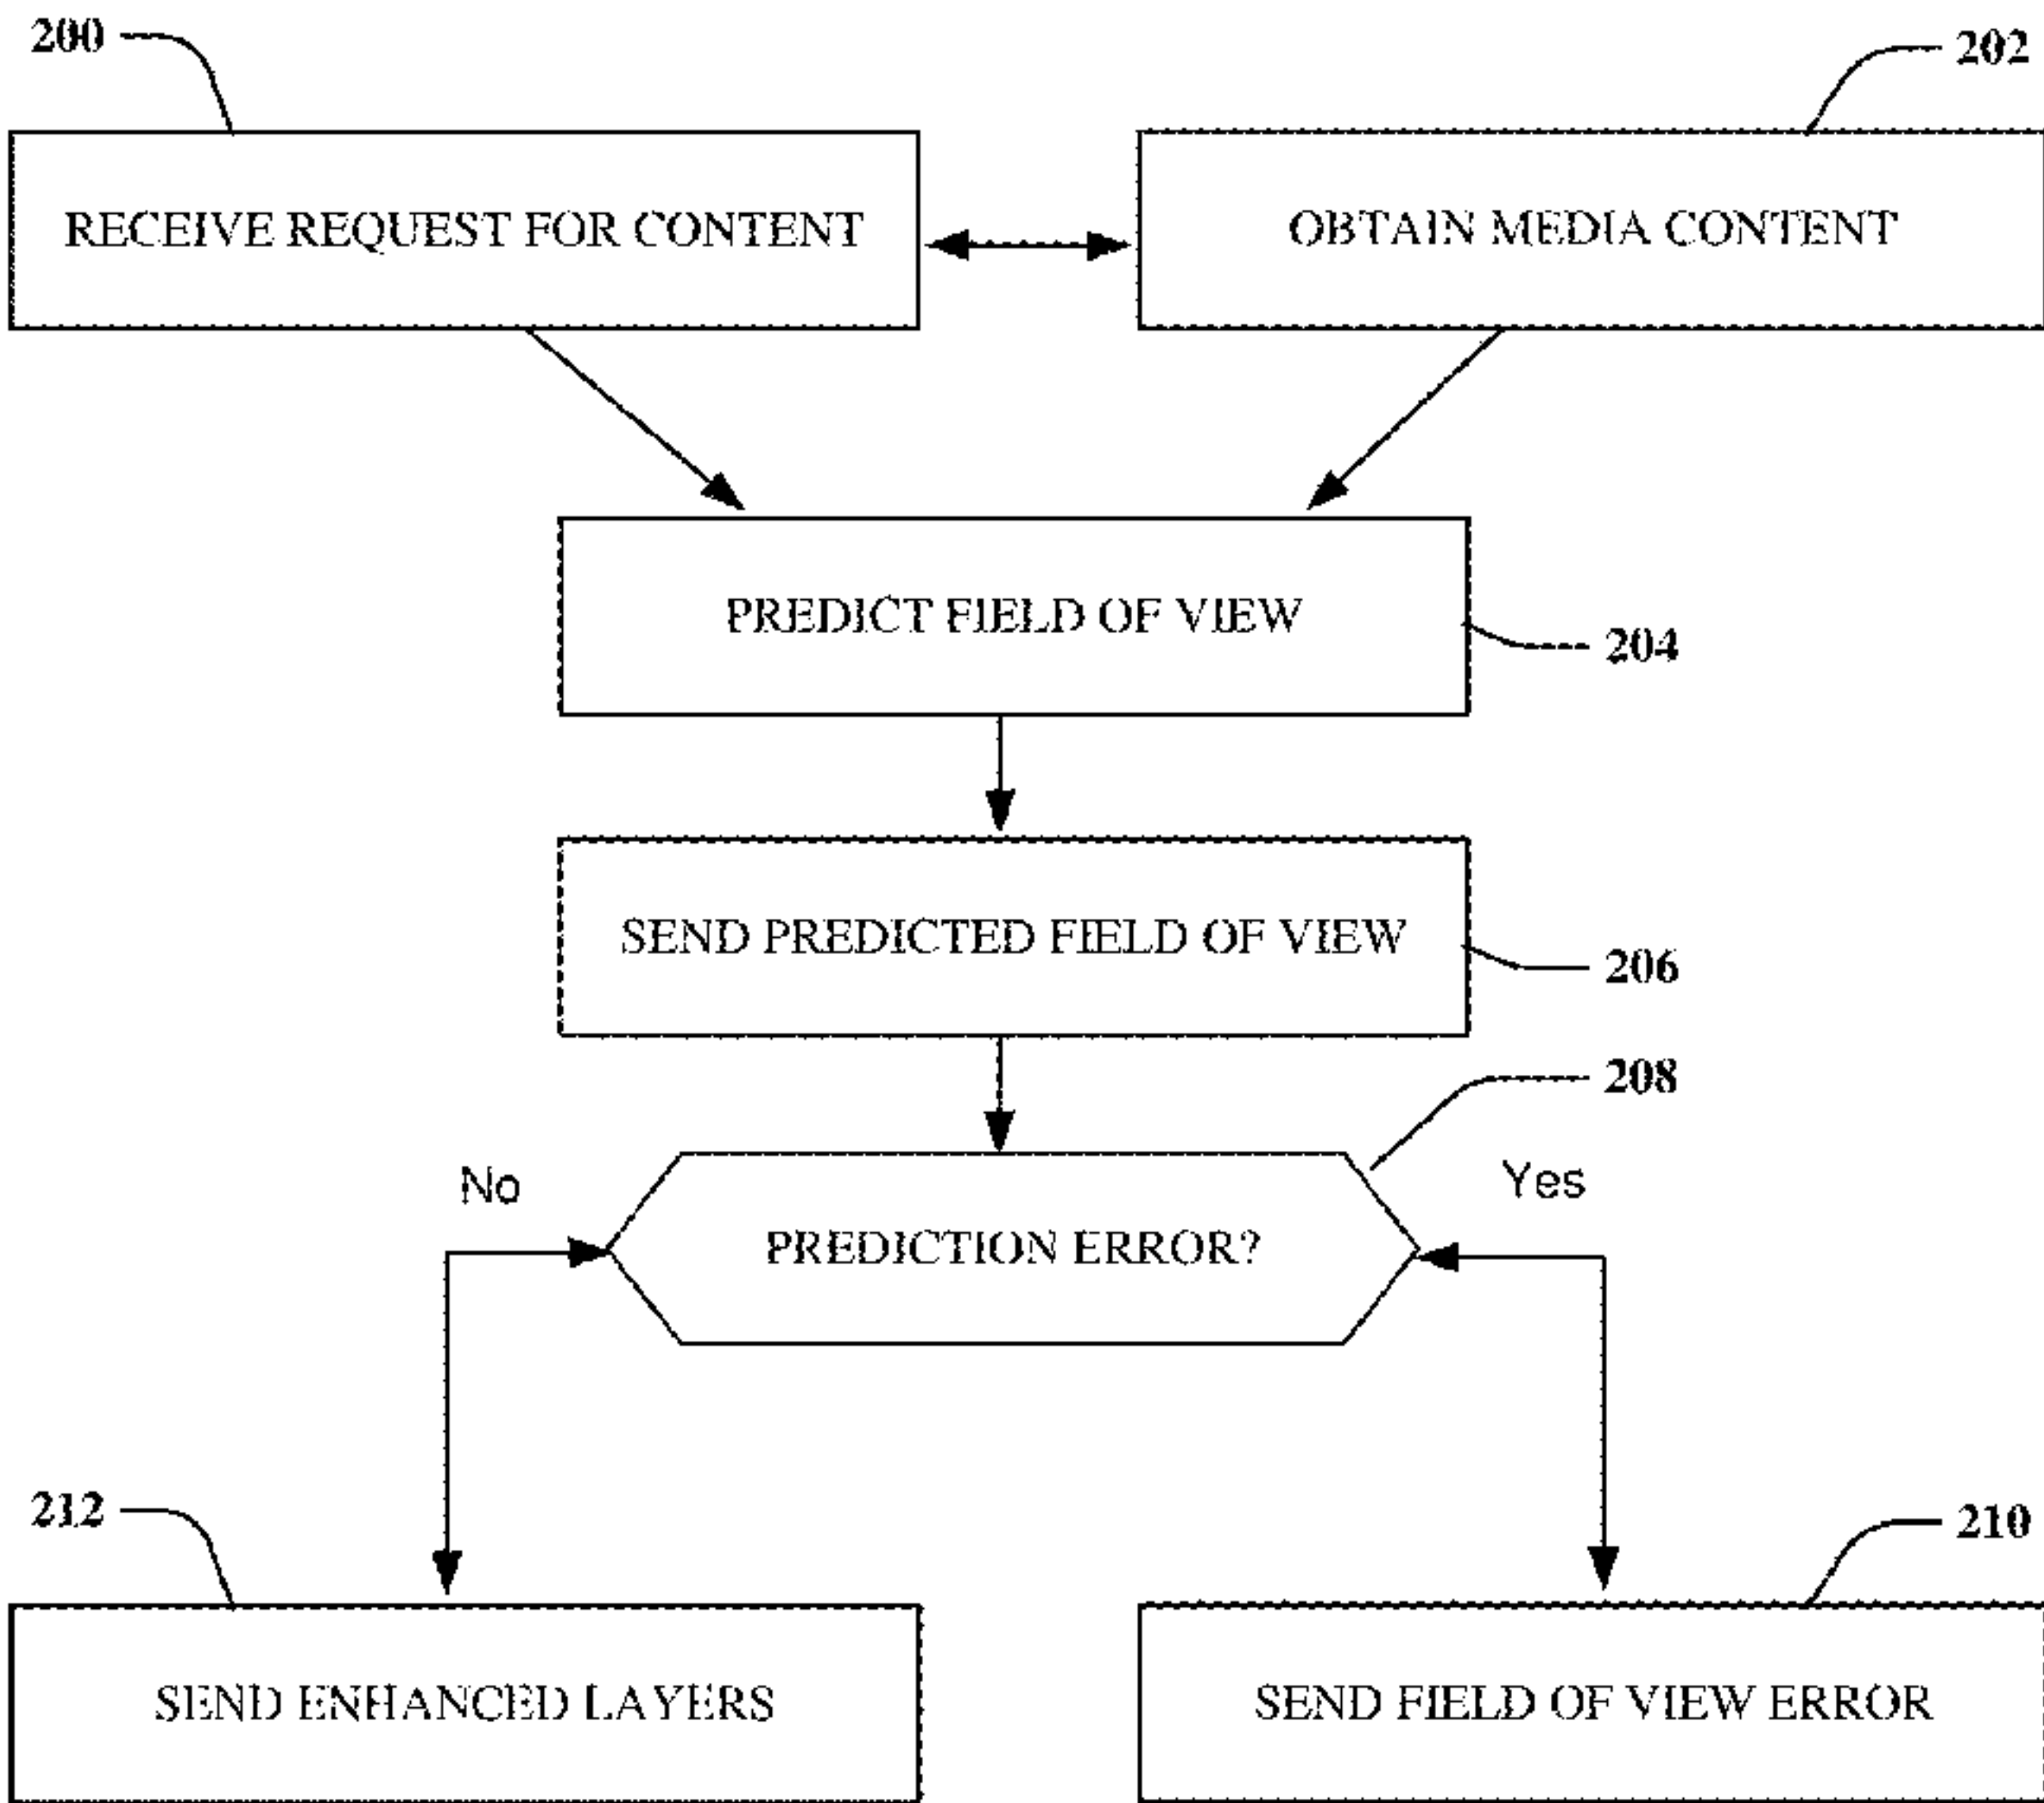 200
202
RECEIVE REQUEST FOR CONTENT
OBTAIN MEDIA CONTENT
PREDICT FIELD OF VIEW
204
SEND PREDICTED FIELD OF VIEW
206
208
No
Yes
PREDICTION ERROR?
212
210
SEND ENHANCED LAYERS
SEND FIELD OF VIEW ERROR